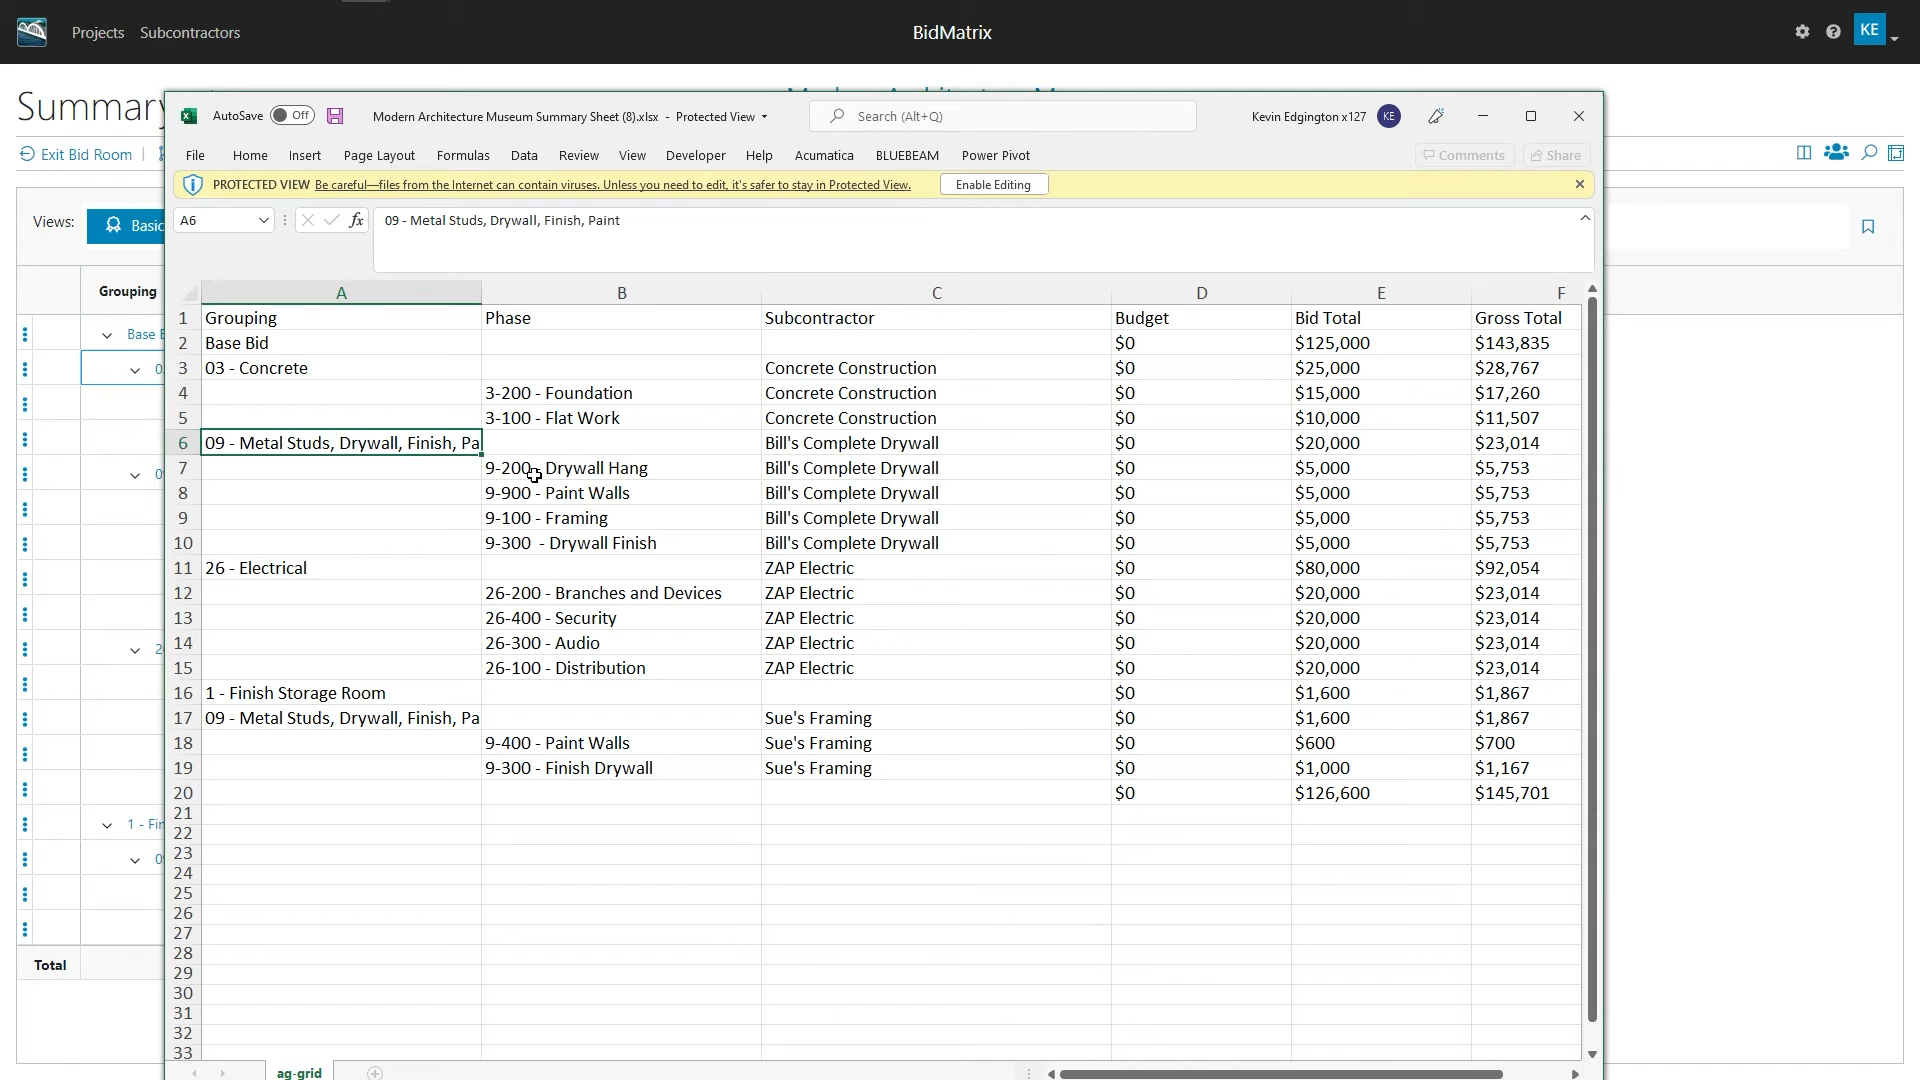 Projects Subcontractors BidMatrix KE
Summary
AutoSave Off Modern Architecture Museum Summary Sheet (8).xlsx - Protected View Search (Alt+Q) Kevin Edgington x127 KE
Exit Bid Room
File Home Insert Page Layout Formulas Data Review View Developer Help Acumatica BLUEBEAM Power Pivot Comments Share
PROTECTED VIEW Be careful—files from the Internet can contain viruses. Unless you need to edit, it's safer to stay in Protected View. Enable Editing
Views: Basic
A6 fx 09 - Metal Studs, Drywall, Finish, Paint
Grouping
A B C D E F
1 Grouping Phase Subcontractor Budget Bid Total Gross Total
2 Base Bid $0 $125,000 $143,835
3 03 - Concrete Concrete Construction $0 $25,000 $28,767
4 3-200 - Foundation Concrete Construction $0 $15,000 $17,260
5 3-100 - Flat Work Concrete Construction $0 $10,000 $11,507
6 09 - Metal Studs, Drywall, Finish, Pa Bill's Complete Drywall $0 $20,000 $23,014
7 9-200 - Drywall Hang Bill's Complete Drywall $0 $5,000 $5,753
8 9-900 - Paint Walls Bill's Complete Drywall $0 $5,000 $5,753
9 9-100 - Framing Bill's Complete Drywall $0 $5,000 $5,753
10 9-300 - Drywall Finish Bill's Complete Drywall $0 $5,000 $5,753
11 26 - Electrical ZAP Electric $0 $80,000 $92,054
12 26-200 - Branches and Devices ZAP Electric $0 $20,000 $23,014
13 26-400 - Security ZAP Electric $0 $20,000 $23,014
14 26-300 - Audio ZAP Electric $0 $20,000 $23,014
15 26-100 - Distribution ZAP Electric $0 $20,000 $23,014
16 1 - Finish Storage Room $0 $1,600 $1,867
17 09 - Metal Studs, Drywall, Finish, Pa Sue's Framing $0 $1,600 $1,867
18 9-400 - Paint Walls Sue's Framing $0 $600 $700
19 9-300 - Finish Drywall Sue's Framing $0 $1,000 $1,167
20 $0 $126,600 $145,701
21
22
23
24
25
26
27
28
29
30
31
32
33
Base
1 - Fin
Total
ag-grid